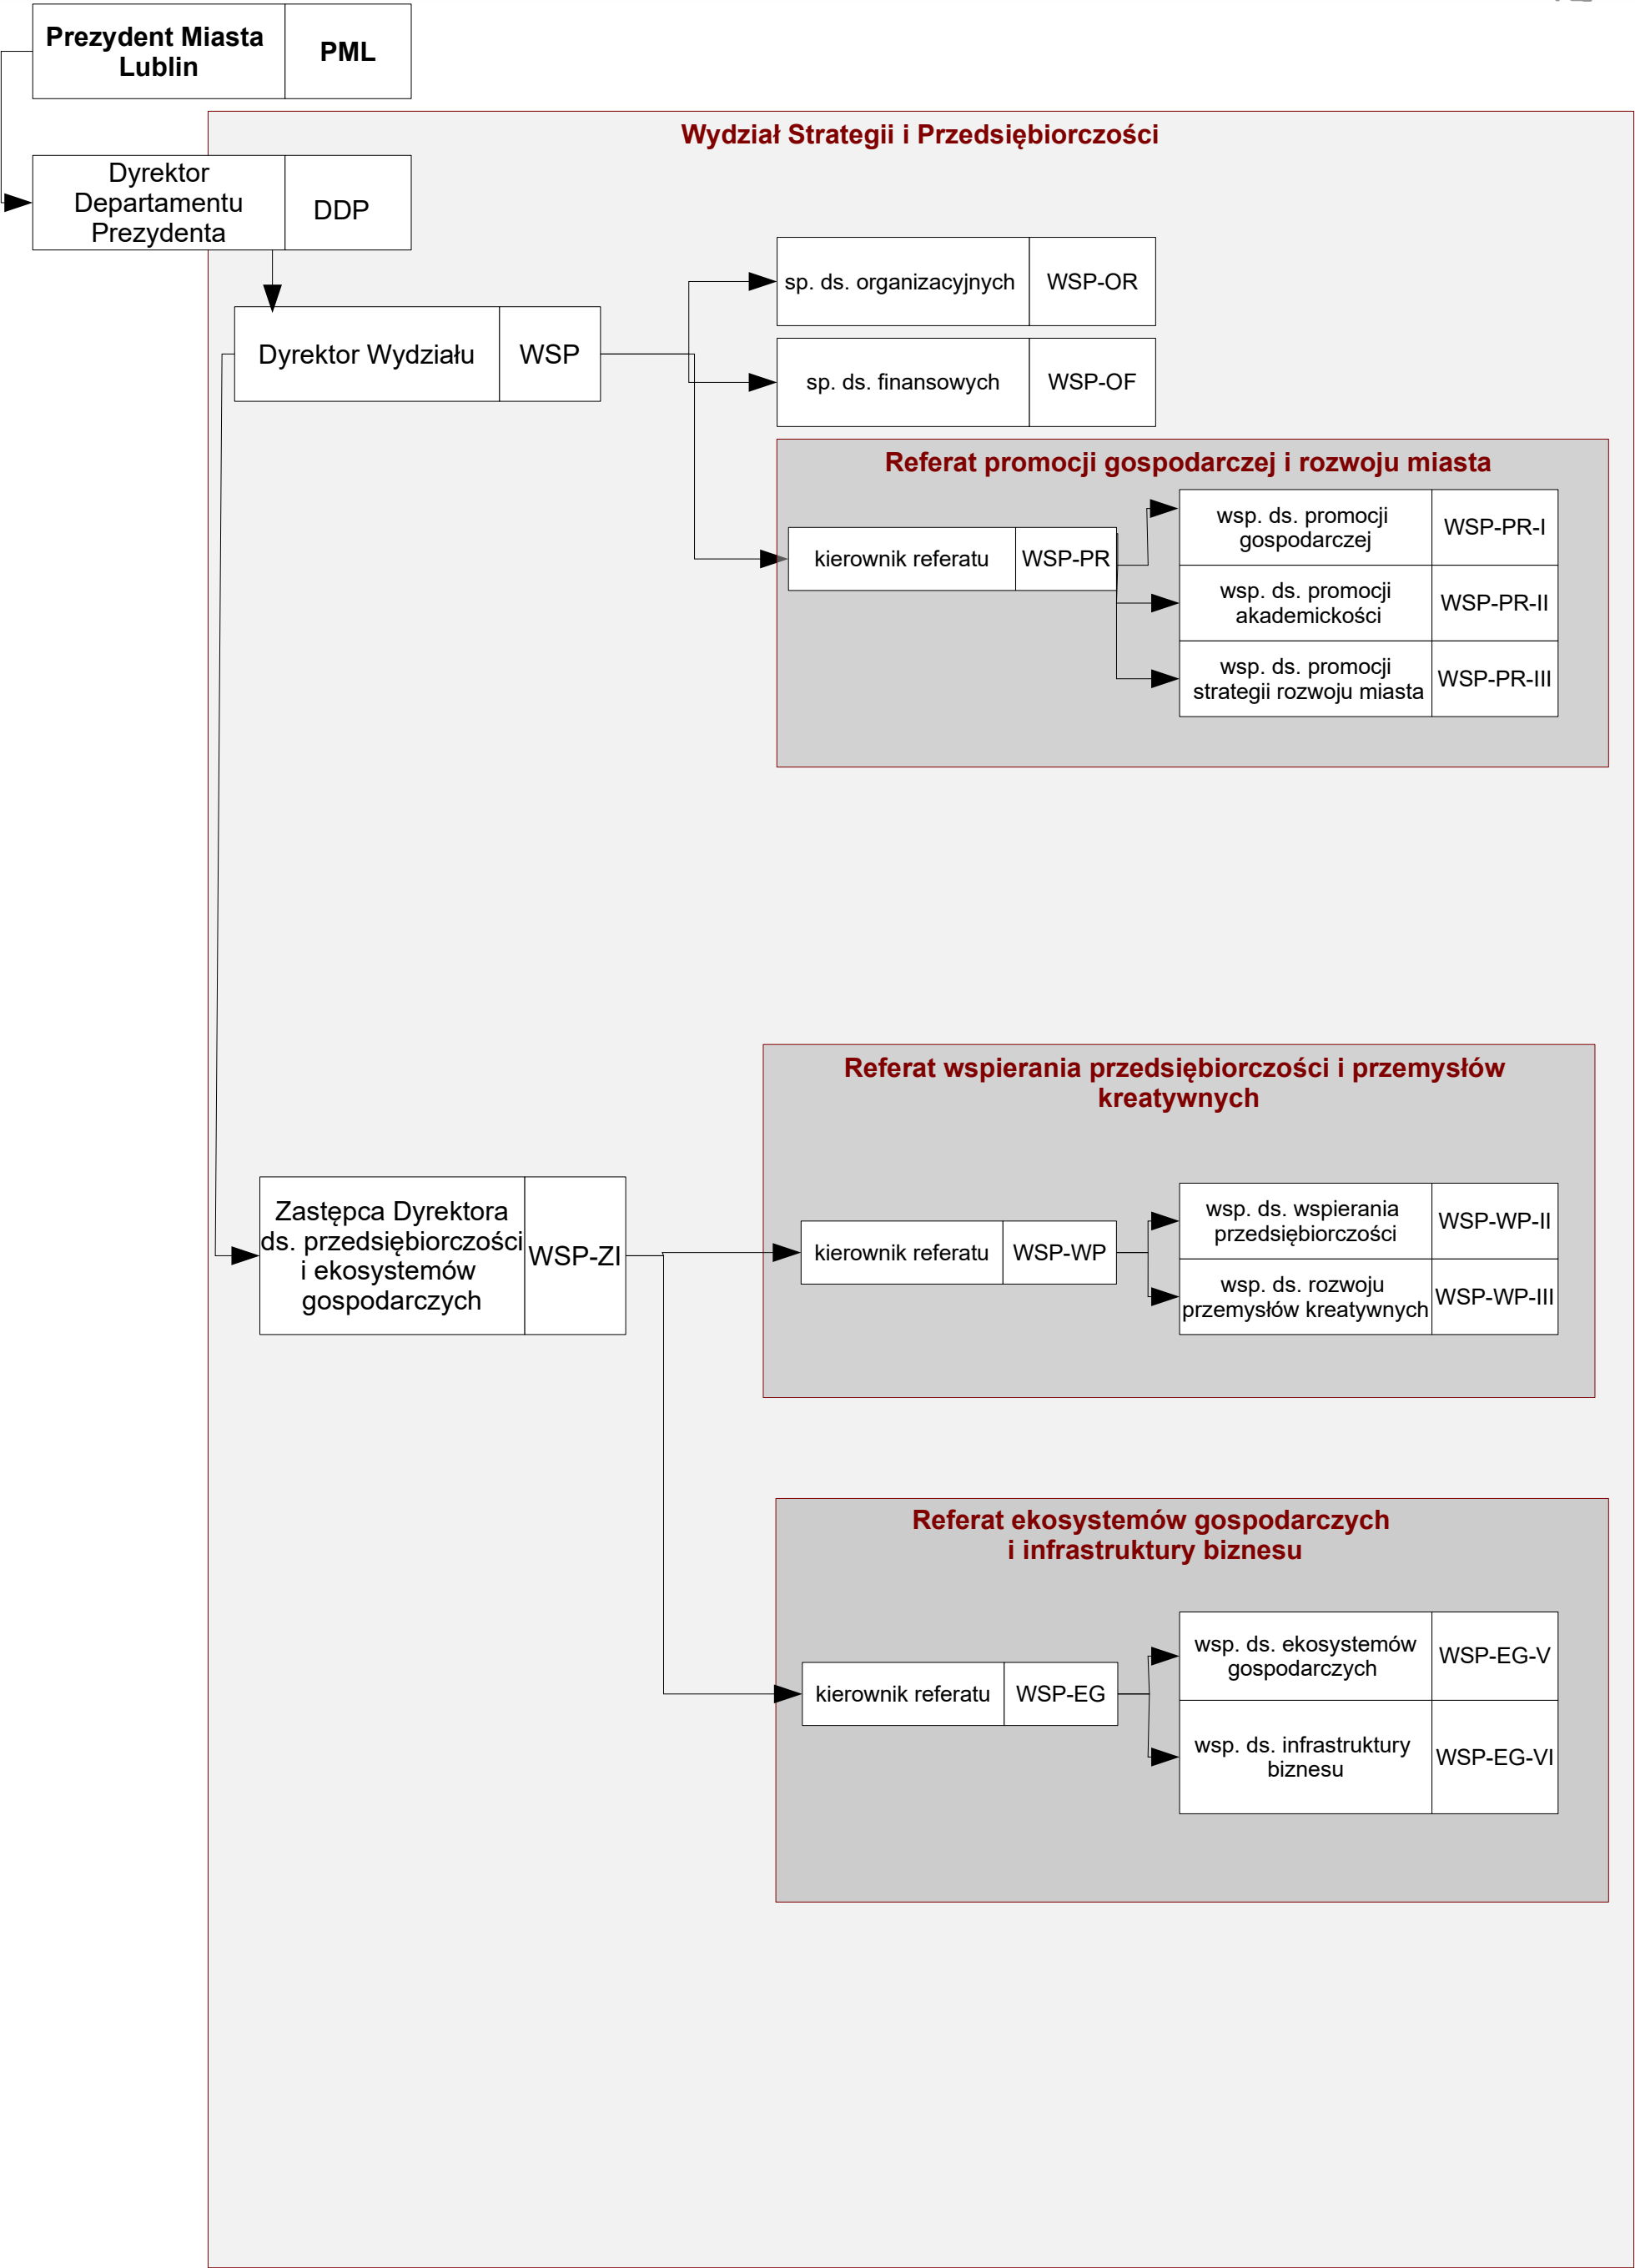 Prezydent Miasta
Lublin
PML
Wydział Strategii i Przedsiębiorczości
Dyrektor
Departamentu
Prezydenta
DDP
sp. ds. organizacyjnych
WSP-OR
Dyrektor Wydziału
WSP
sp. ds. finansowych
WSP-OF
Referat promocji gospodarczej i rozwoju miasta
kierownik referatu
WSP-PR
wsp. ds. promocji
gospodarczej
WSP-PR-I
wsp. ds. promocji
akademickości
WSP-PR-II
wsp. ds. promocji
strategii rozwoju miasta
WSP-PR-III
Referat wspierania przedsiębiorczości i przemysłów
kreatywnych
Zastępca Dyrektora
ds. przedsiębiorczości
i ekosystemów
gospodarczych
WSP-ZI
kierownik referatu
WSP-WP
wsp. ds. wspierania
przedsiębiorczości
WSP-WP-II
wsp. ds. rozwoju
przemysłów kreatywnych
WSP-WP-III
Referat ekosystemów gospodarczych
i infrastruktury biznesu
kierownik referatu
WSP-EG
wsp. ds. ekosystemów
gospodarczych
WSP-EG-V
wsp. ds. infrastruktury
biznesu
WSP-EG-VI